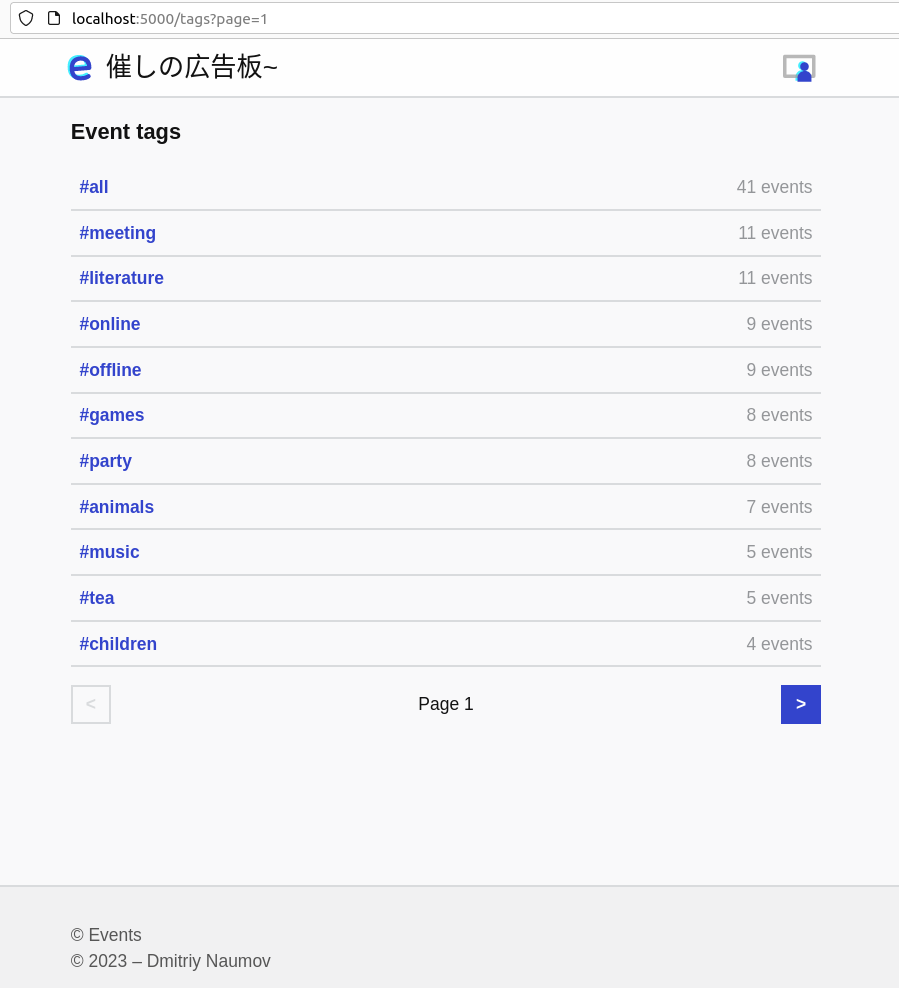 localhost:5000/tags?page=1
e 催しの広告板~
Event tags
#all 41 events
#meeting 11 events
#literature 11 events
#online 9 events
#offline 9 events
#games 8 events
#party 8 events
#animals 7 events
#music 5 events
#tea 5 events
#children 4 events
< Page 1 >
© Events
© 2023 – Dmitriy Naumov